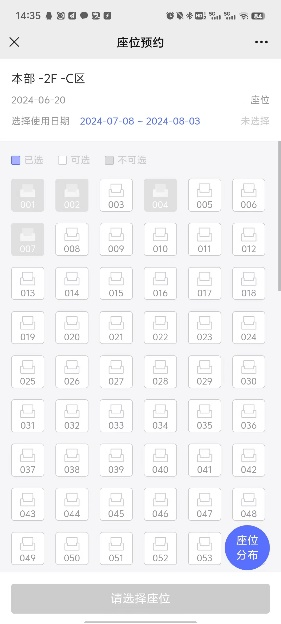 14:35
座位预约
本部 -2F -C区
2024-06-20
座位
选择使用日期 2024-07-08 ~ 2024-08-03 未选择
已选 可选 不可选
001 002 003 004 005 006
007 008 009 010 011 012
013 014 015 016 017 018
019 020 021 022 023 024
025 026 027 028 029 030
031 032 033 034 035 036
037 038 039 040 041 042
043 044 045 046 047 048
049 050 051 052 053
座位
分布
请选择座位